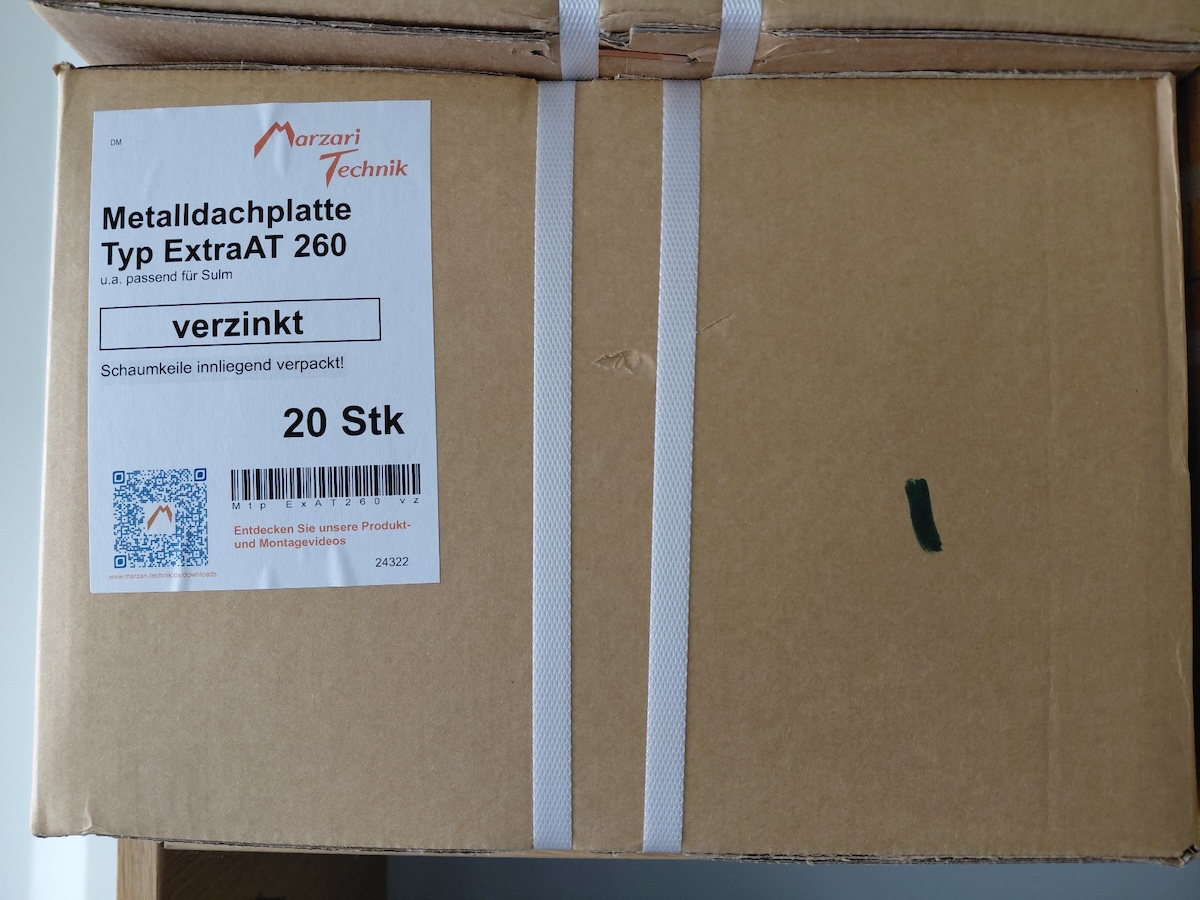 DM
Marzari
Technik
Metalldachplatte
Typ ExtraAT 260
u.a. passend für Sulm
verzinkt
Schaumkeile innliegend verpackt!
20 Stk
Mtp ExAT260 vz
Entdecken Sie unsere Produkt-
und Montagevideos
24322
www.marzari-technik.de/downloads